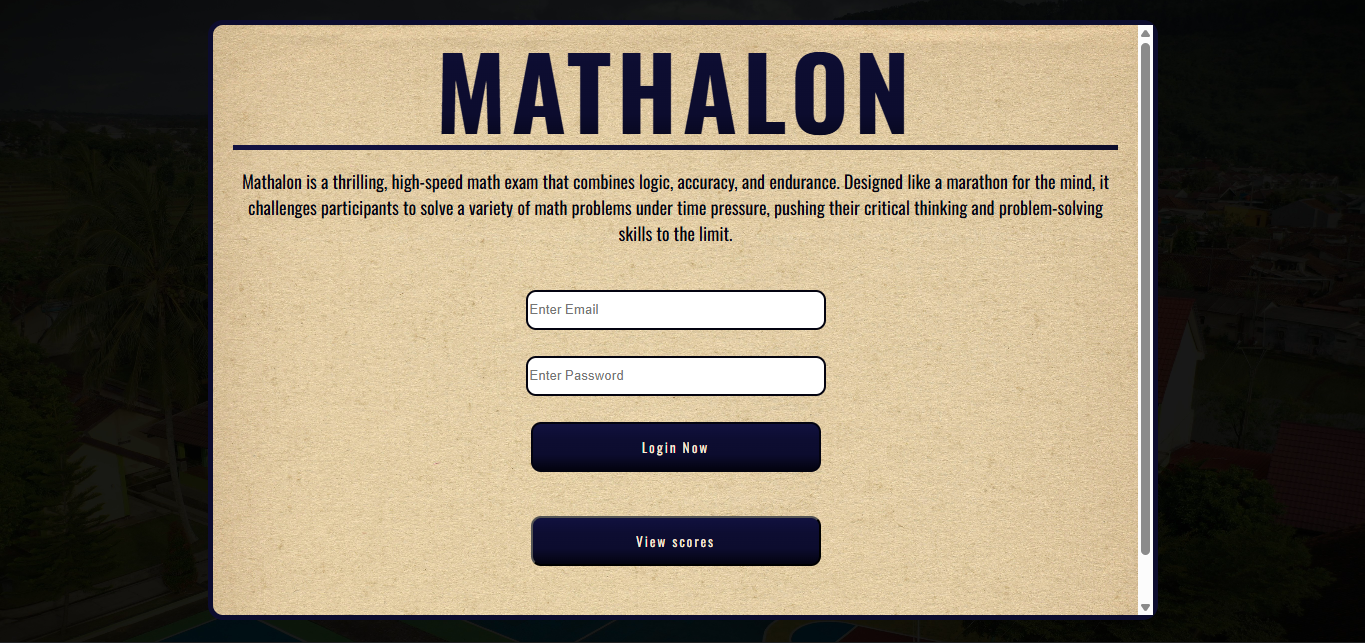 MATHALON
Mathalon is a thrilling, high-speed math exam that combines logic, accuracy, and endurance. Designed like a marathon for the mind, it
challenges participants to solve a variety of math problems under time pressure, pushing their critical thinking and problem-solving
skills to the limit.
Enter Email
Enter Password
Login Now
View scores